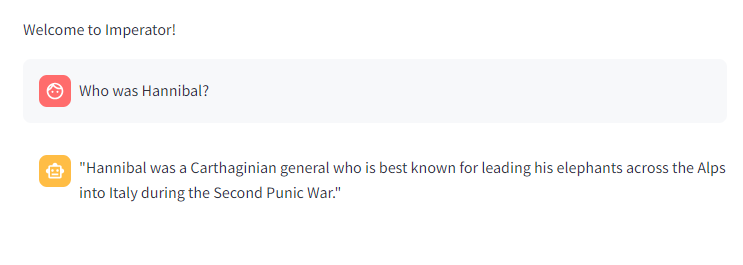 Welcome to Imperator!
Who was Hannibal?
"Hannibal was a Carthaginian general who is best known for leading his elephants across the Alps
into Italy during the Second Punic War."